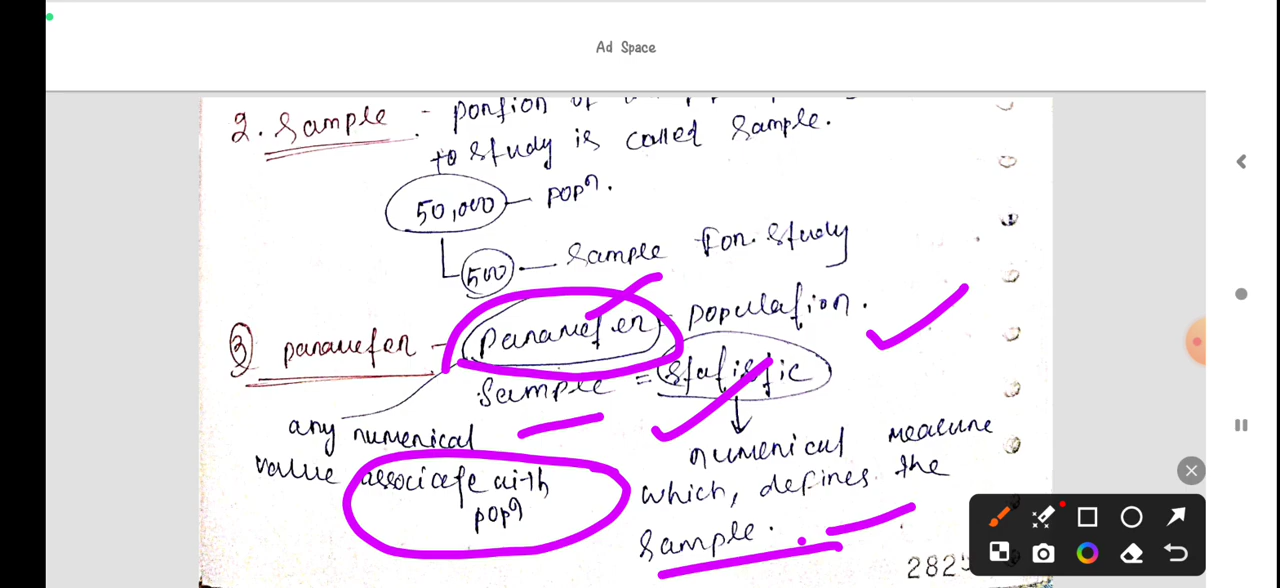 Ad Space
2. Sample - portion of
to study is called Sample.
50,000 - popn.
500 - Sample for study
③ parameter - parameter - population.
Sample = statistic
any numerical
value associate with
popn
numerical measure
which, defines the
sample.
282